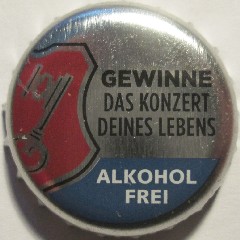 GEWINNE
DAS KONZERT
DEINES LEBENS
ALKOHOL
FREI